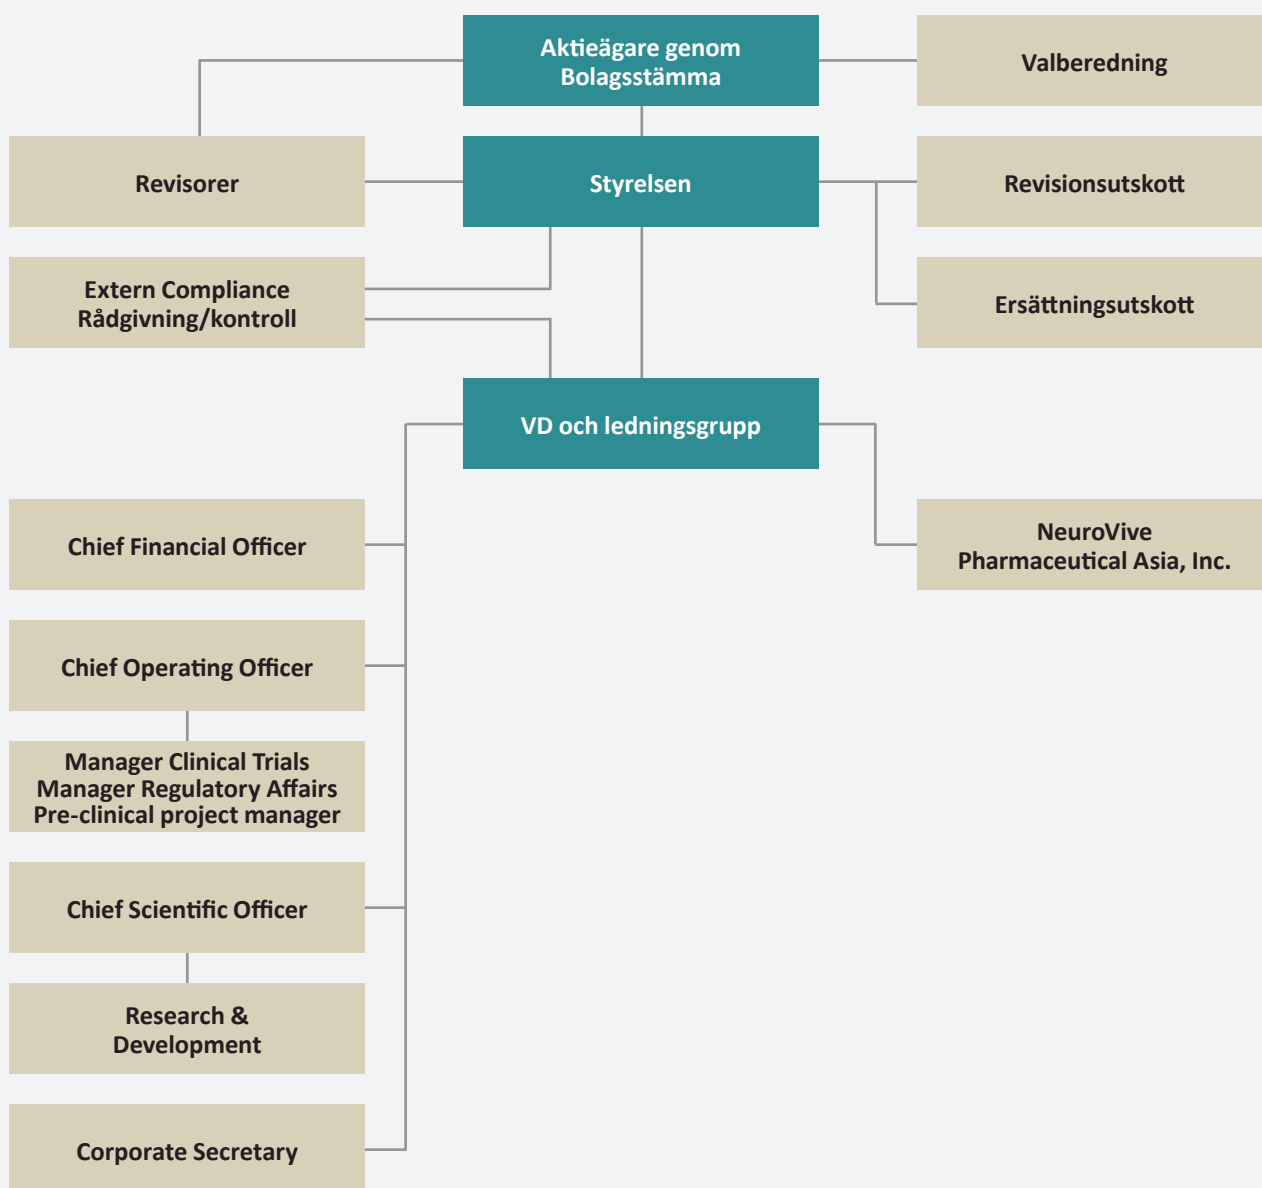 Aktieägare genom
Bolagsstämma
Valberedning
Revisorer
Styrelsen
Revisionsutskott
Extern Compliance
Rådgivning/kontroll
Ersättningsutskott
VD och ledningsgrupp
Chief Financial Officer
NeuroVive
Pharmaceutical Asia, Inc.
Chief Operating Officer
Manager Clinical Trials
Manager Regulatory Affairs
Pre-clinical project manager
Chief Scientific Officer
Research &
Development
Corporate Secretary